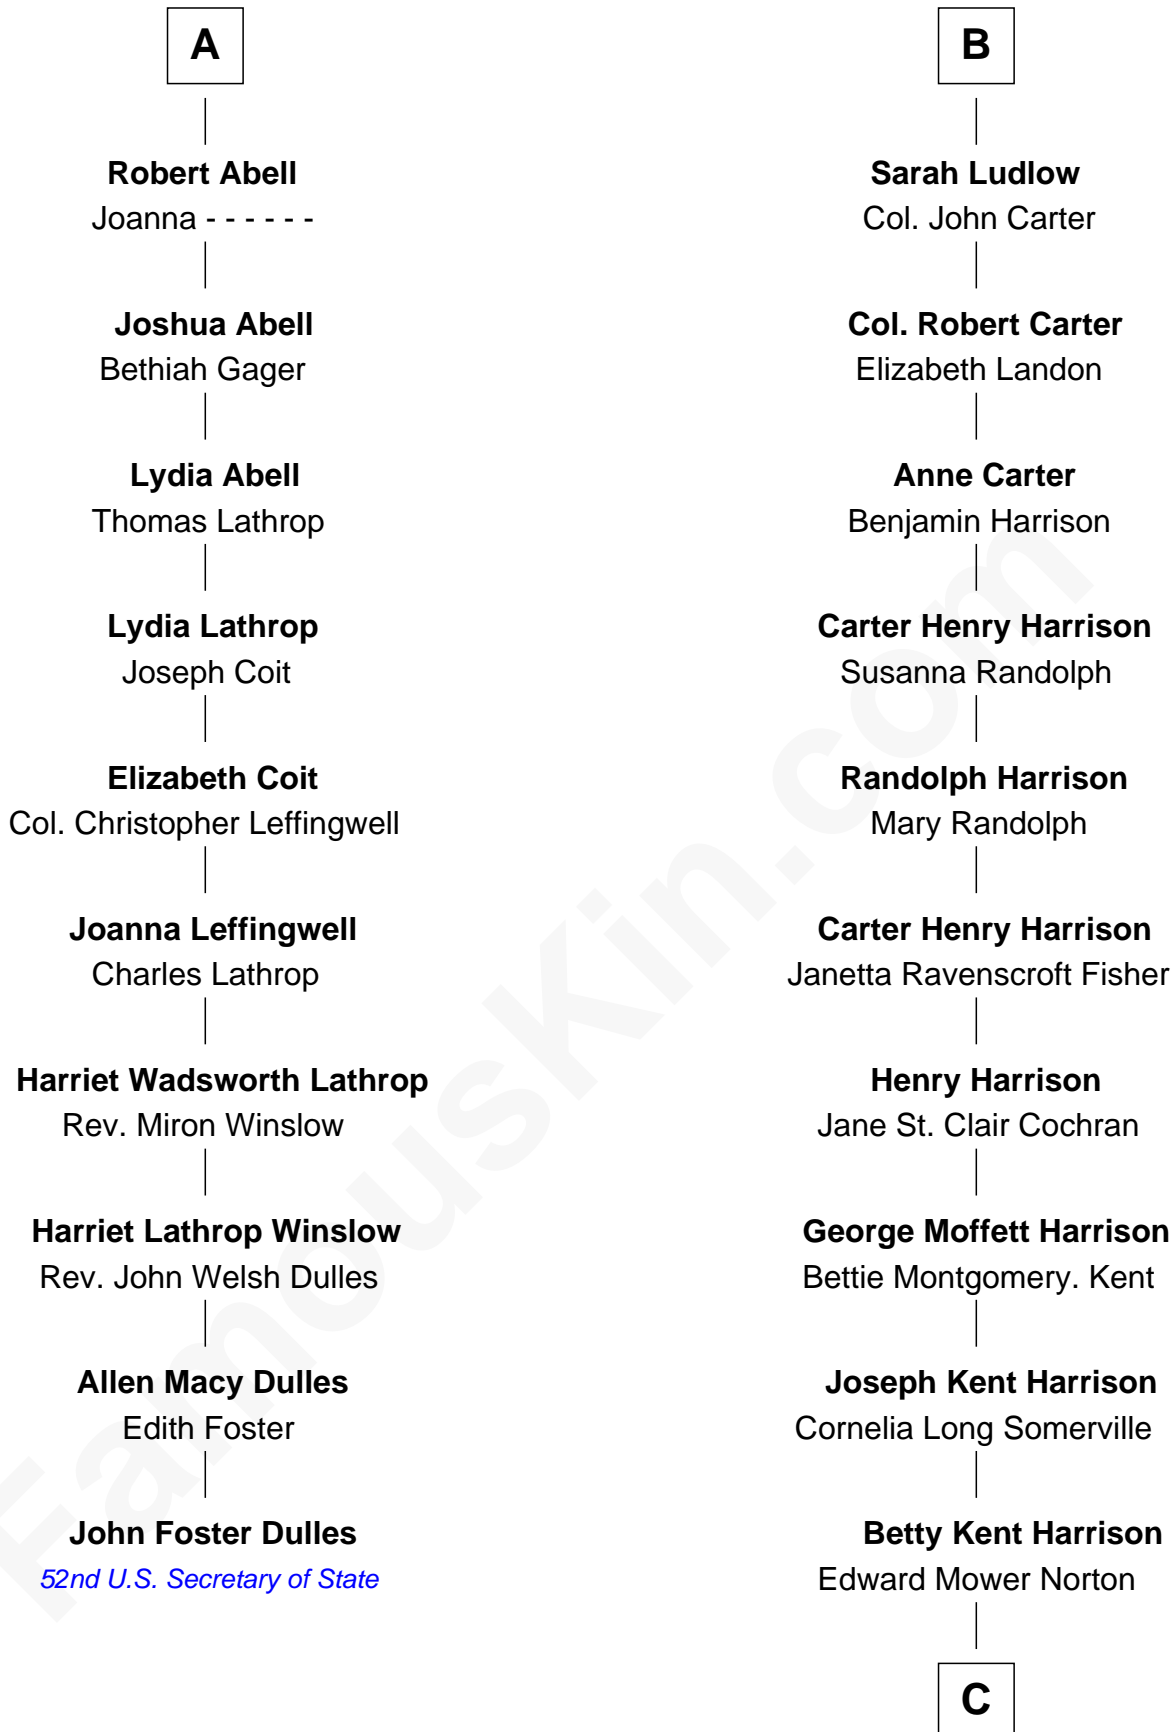 A
Robert Abell
Joanna - - - - - -
Joshua Abell
Bethiah Gager
Lydia Abell
Thomas Lathrop
Lydia Lathrop
Joseph Coit
Elizabeth Coit
Col. Christopher Leffingwell
Joanna Leffingwell
Charles Lathrop
Harriet Wadsworth Lathrop
Rev. Miron Winslow
Harriet Lathrop Winslow
Rev. John Welsh Dulles
Allen Macy Dulles
Edith Foster
John Foster Dulles
52nd U.S. Secretary of State
B
Sarah Ludlow
Col. John Carter
Col. Robert Carter
Elizabeth Landon
Anne Carter
Benjamin Harrison
Carter Henry Harrison
Susanna Randolph
Randolph Harrison
Mary Randolph
Carter Henry Harrison
Janetta Ravenscroft Fisher
Henry Harrison
Jane St. Clair Cochran
George Moffett Harrison
Bettie Montgomery. Kent
Joseph Kent Harrison
Cornelia Long Somerville
Betty Kent Harrison
Edward Mower Norton
C
FamousKin.com